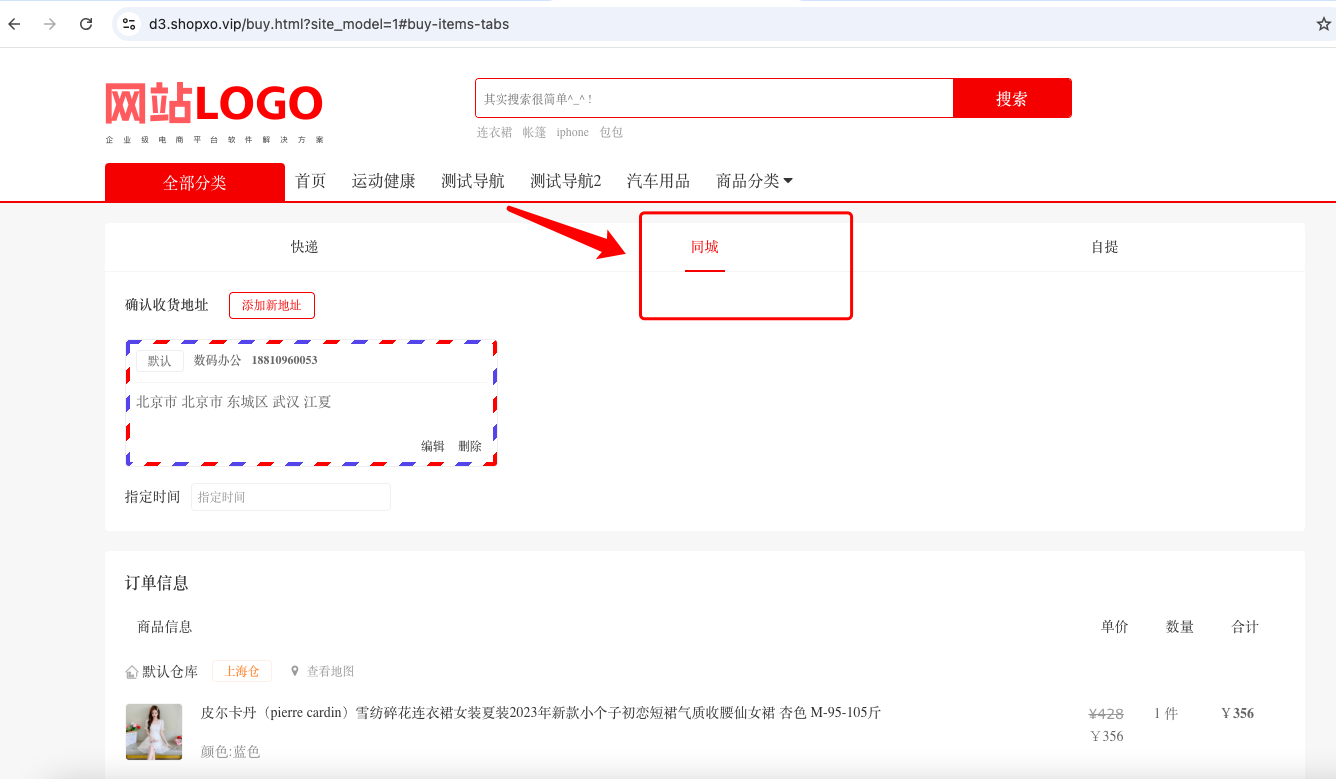 d3.shopxo.vip/buy.html?site_model=1#buy-items-tabs
网站LOGO
企业级电商平台软件解决方案
其实搜索很简单^_^ !
搜索
连衣裙 帐篷 iphone 包包
全部分类 首页 运动健康 测试导航 测试导航2 汽车用品 商品分类
快递 同城 自提
确认收货地址 添加新地址
默认 数码办公 18810960053
北京市 北京市 东城区 武汉 江夏
编辑 删除
指定时间 指定时间
订单信息
商品信息 单价 数量 合计
默认仓库 上海仓 查看地图
皮尔卡丹（pierre cardin）雪纺碎花连衣裙女装夏装2023年新款小个子初恋短裙气质收腰仙女裙 杏色 M-95-105斤 ¥428 1 件 ￥356
￥356
颜色:蓝色